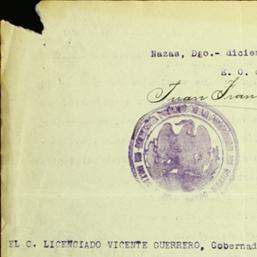 Nazas, Dgo.- dicie
E. O.
Juan Fran
EL C. LICENCIADO VICENTE GUERRERO, Gobernad